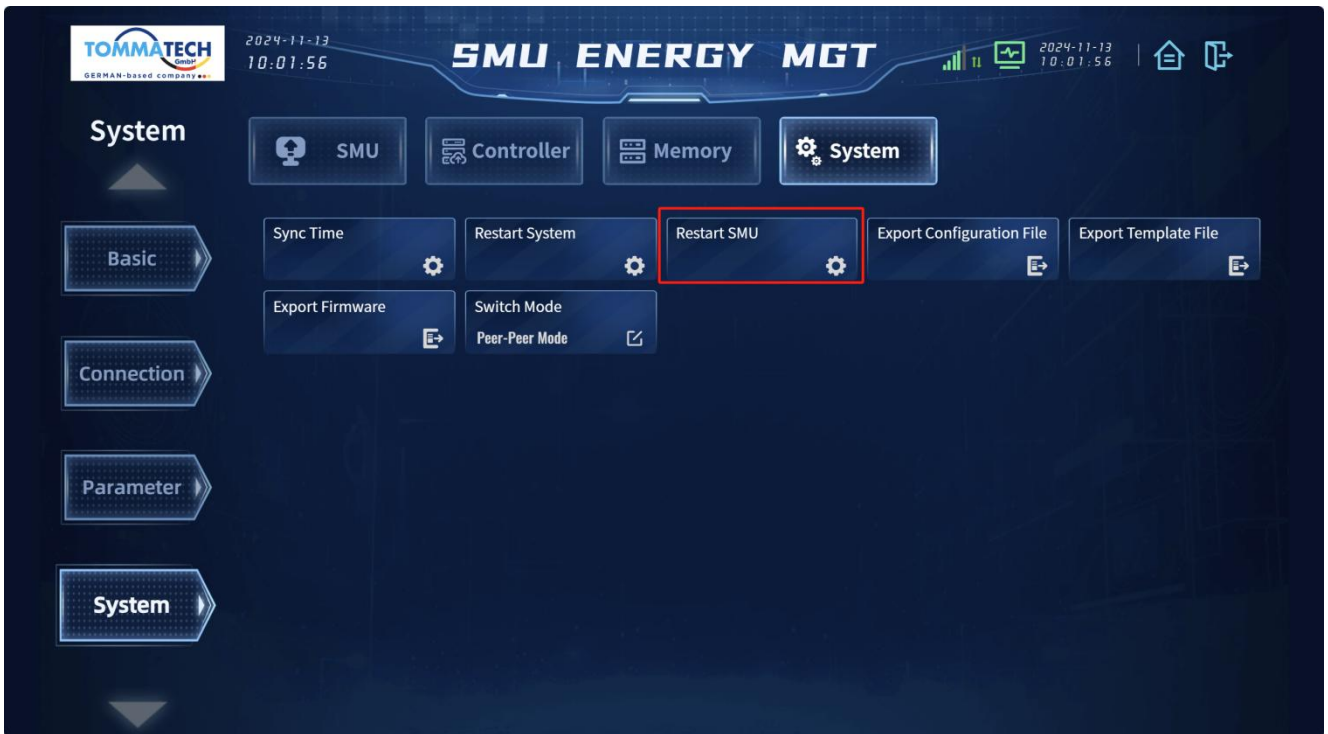 TOMMATECH
GmbH
GERMAN-based company
2024-11-13
10:01:56
SMU ENERGY MGT
2024-11-13
10:01:56
System
SMU
Controller
Memory
System
Basic
Connection
Parameter
System
Sync Time
Restart System
Restart SMU
Export Configuration File
Export Template File
Export Firmware
Switch Mode
Peer-Peer Mode